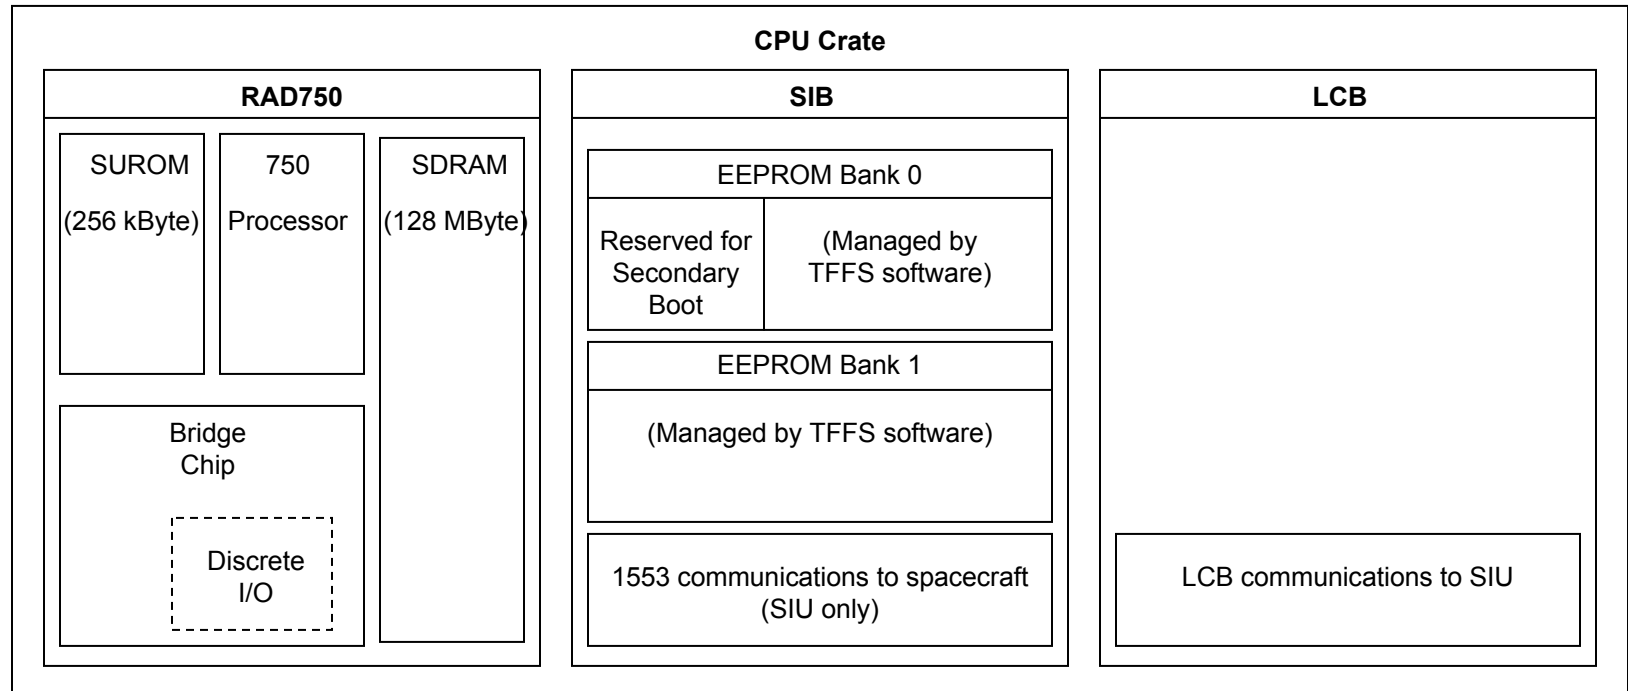 CPU Crate
RAD750
SUROM
(256 kByte)
750
Processor
SDRAM
(128 MByte)
Bridge
Chip
Discrete
I/O
SIB
EEPROM Bank 0
Reserved for
Secondary
Boot
(Managed by
TFFS software)
EEPROM Bank 1
(Managed by TFFS software)
1553 communications to spacecraft
(SIU only)
LCB
LCB communications to SIU